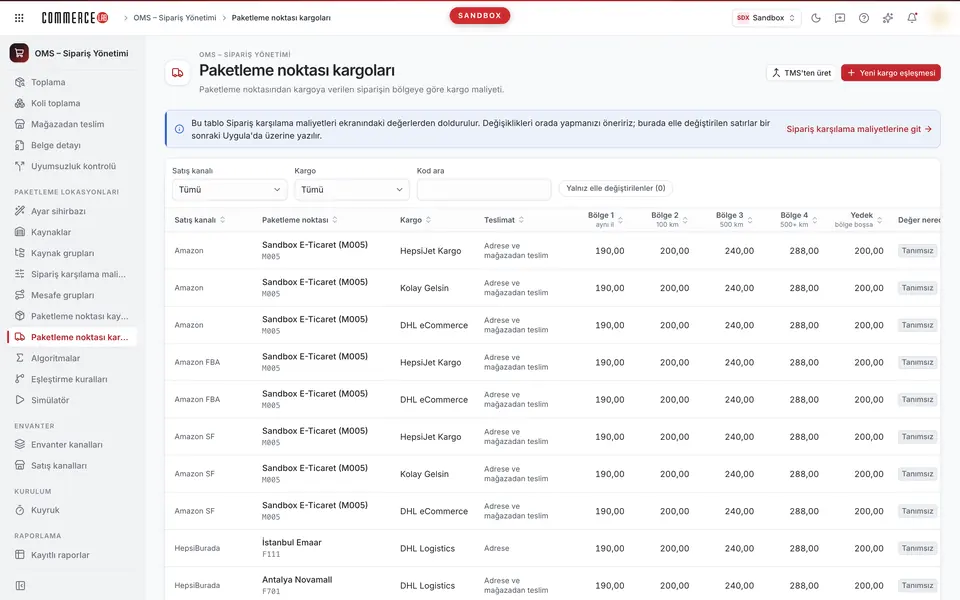 COMMERCE LAB
OMS – Sipariş Yönetimi
Paketleme noktası kargoları
SANDBOX
SDX Sandbox
OMS – Sipariş Yönetimi
Toplama
Koli toplama
Mağazadan teslim
Belge detayı
Uyumsuzluk kontrolü
PAKETLEME LOKASYONLARI
Ayar sihirbazı
Kaynaklar
Kaynak grupları
Sipariş karşılama mali...
Mesafe grupları
Paketleme noktası kay...
Paketleme noktası kar...
Algoritmalar
Eşleştirme kuralları
Simülatör
ENVANTER
Envanter kanalları
Satış kanalları
KURULUM
Kuyruk
RAPORLAMA
Kayıtlı raporlar
OMS – SİPARİŞ YÖNETİMİ
Paketleme noktası kargoları
Paketleme noktasından kargoya verilen siparişin bölgeye göre kargo maliyeti.
TMS'ten üret
+ Yeni kargo eşleşmesi
Bu tablo Sipariş karşılama maliyetleri ekranındaki değerlerden doldurulur. Değişiklikleri orada yapmanızı öneririz; burada elle değiştirilen satırlar bir
sonraki Uygula'da üzerine yazılır.
Sipariş karşılama maliyetlerine git →
Satış kanalı
Kargo
Kod ara
Tümü
Tümü
Yalnız elle değiştirilenler (0)
Satış kanalı Paketleme noktası Kargo Teslimat Bölge 1 Bölge 2 Bölge 3 Bölge 4 Yedek Değer nered
aynı il 100 km 500 km 500+ km bölge boşsa
Amazon Sandbox E-Ticaret (M005) HepsiJet Kargo Adrese ve 190,00 200,00 240,00 288,00 200,00 Tanımsız
M005 mağazadan teslim
Amazon Sandbox E-Ticaret (M005) Kolay Gelsin Adrese ve 190,00 200,00 240,00 288,00 200,00 Tanımsız
M005 mağazadan teslim
Amazon Sandbox E-Ticaret (M005) DHL eCommerce Adrese ve 190,00 200,00 240,00 288,00 200,00 Tanımsız
M005 mağazadan teslim
Amazon FBA Sandbox E-Ticaret (M005) HepsiJet Kargo Adrese ve 190,00 200,00 240,00 288,00 200,00 Tanımsız
M005 mağazadan teslim
Amazon FBA Sandbox E-Ticaret (M005) DHL eCommerce Adrese ve 190,00 200,00 240,00 288,00 200,00 Tanımsız
M005 mağazadan teslim
Amazon SF Sandbox E-Ticaret (M005) HepsiJet Kargo Adrese ve 190,00 200,00 240,00 288,00 200,00 Tanımsız
M005 mağazadan teslim
Amazon SF Sandbox E-Ticaret (M005) Kolay Gelsin Adrese ve 190,00 200,00 240,00 288,00 200,00 Tanımsız
M005 mağazadan teslim
Amazon SF Sandbox E-Ticaret (M005) DHL eCommerce Adrese ve 190,00 200,00 240,00 288,00 200,00 Tanımsız
M005 mağazadan teslim
HepsiBurada İstanbul Emaar DHL Logistics Adrese 190,00 200,00 240,00 288,00 200,00 Tanımsız
F111
HepsiBurada Antalya Novamall DHL Logistics Adrese ve 190,00 200,00 240,00 288,00 200,00 Tanımsız
F701 mağazadan teslim